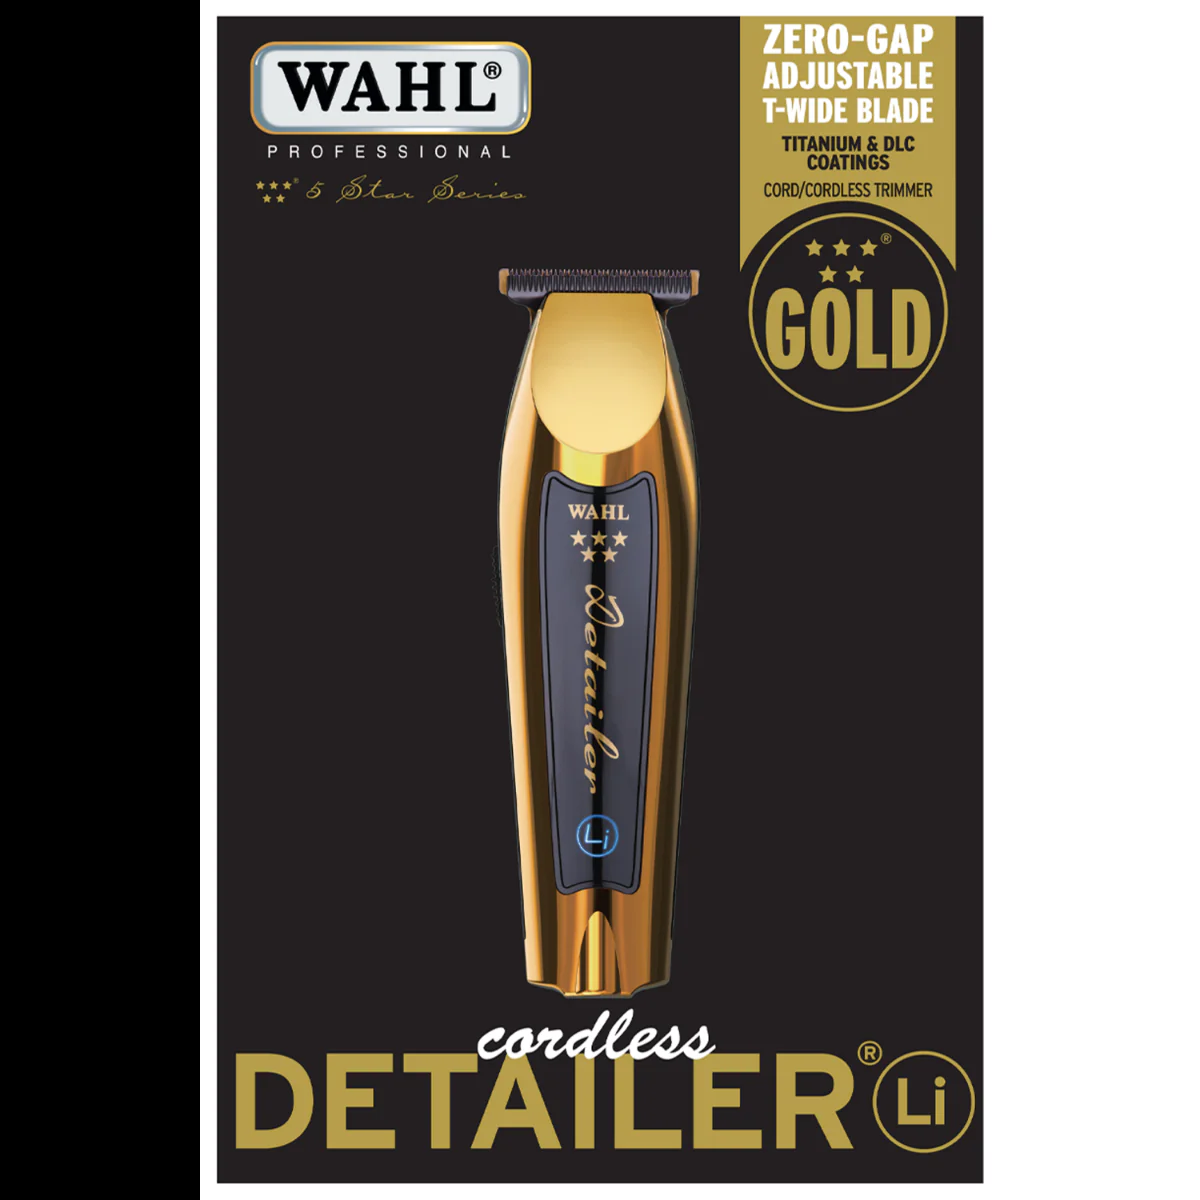 WAHL®
PROFESSIONAL
® 5 Star Series
ZERO-GAP
ADJUSTABLE
T-WIDE BLADE
TITANIUM & DLC
COATINGS
CORD/CORDLESS TRIMMER
®
GOLD
WAHL
Detailer
Li
cordless
DETAILER®
Li